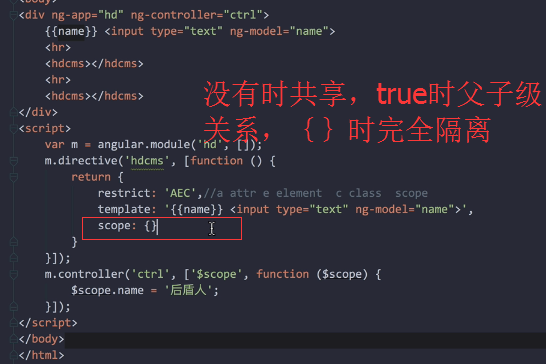 <body>
<div ng-app="hd" ng-controller="ctrl">
{{name}} <input type="text" ng-model="name">
<hr>
<hdcms></hdcms>
<hr>
<hdcms></hdcms>
</div>
没有时共享，true时父子级
关系，｛｝时完全隔离
<script>
var m = angular.module('hd', []);
m.directive('hdcms', [function () {
return {
restrict: 'AEC',//a attr e element  c class  scope
template: '{{name}} <input type="text" ng-model="name">',
scope: {}
}
}]);
m.controller('ctrl', ['$scope', function ($scope) {
$scope.name = '后盾人';
}]);
</script>
</body>
</html>